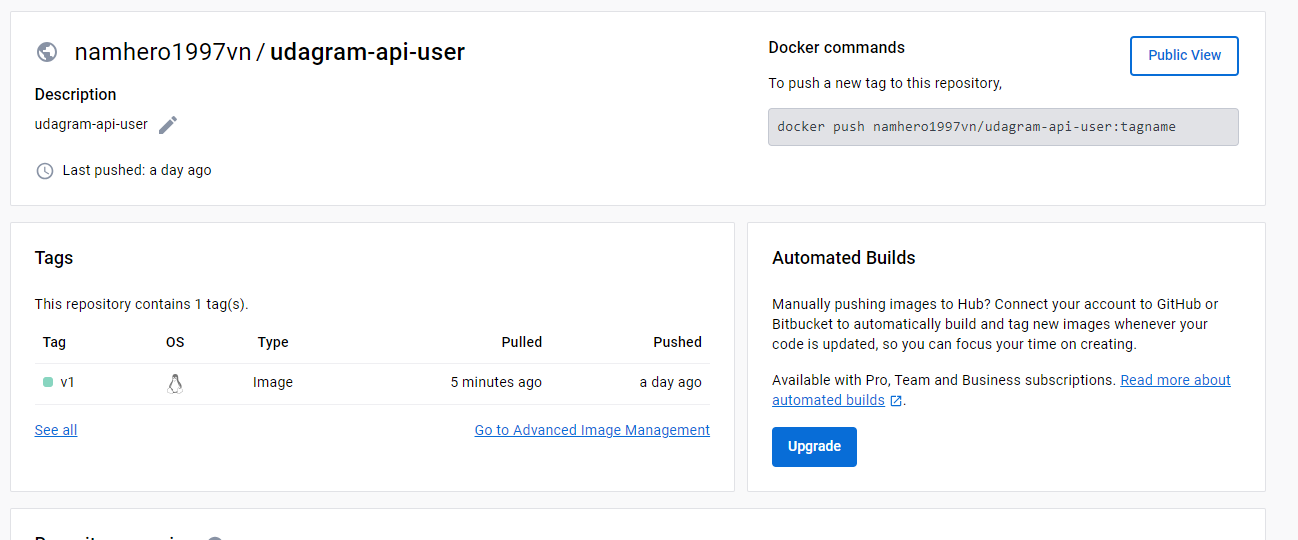 namhero1997vn / udagram-api-user
Description
udagram-api-user
Last pushed: a day ago
Docker commands
Public View
To push a new tag to this repository,
docker push namhero1997vn/udagram-api-user:tagname
Tags
This repository contains 1 tag(s).
Tag OS Type Pulled Pushed
v1 Image 5 minutes ago a day ago
See all Go to Advanced Image Management
Automated Builds
Manually pushing images to Hub? Connect your account to GitHub or
Bitbucket to automatically build and tag new images whenever your
code is updated, so you can focus your time on creating.
Available with Pro, Team and Business subscriptions. Read more about
automated builds .
Upgrade